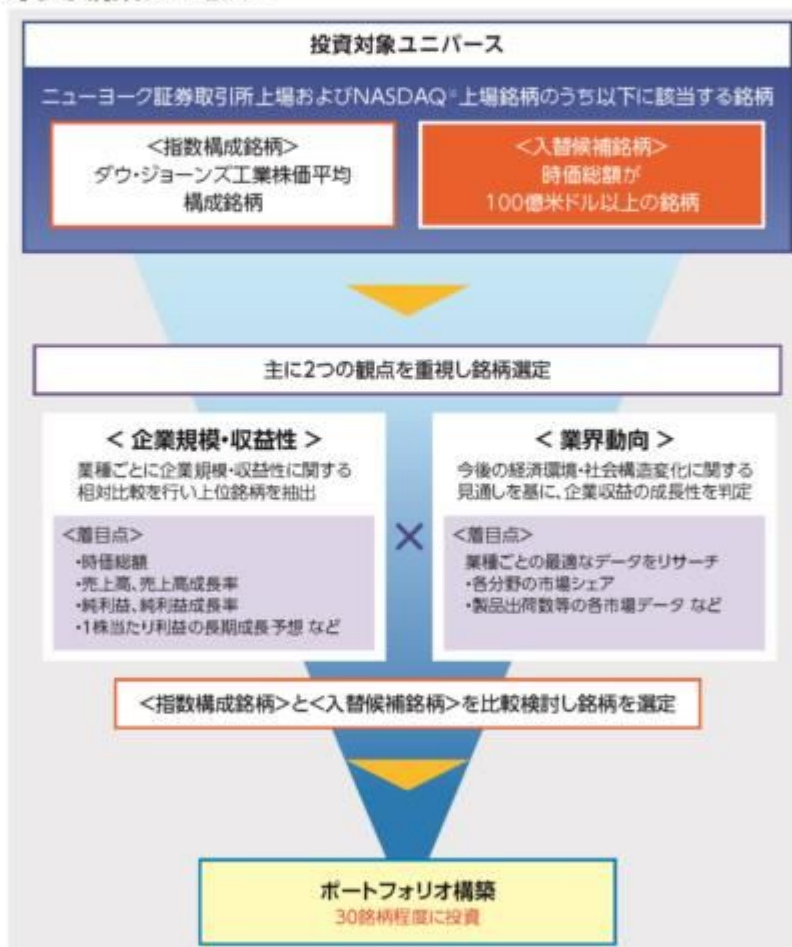 投資対象ユニバース
ニューヨーク証券取引所上場およびNASDAQ※上場銘柄のうち以下に該当する銘柄
<指数構成銘柄>
ダウ・ジョーンズ工業株価平均
構成銘柄
<入替候補銘柄>
時価総額が
100億米ドル以上の銘柄
主に2つの観点を重視し銘柄選定
< 企業規模・収益性 >
業種ごとに企業規模・収益性に関する
相対比較を行い上位銘柄を抽出
<着目点>
・時価総額
・売上高、売上高成長率
・純利益、純利益成長率
・1株当たり利益の長期成長予想 など
×
< 業界動向 >
今後の経済環境・社会構造変化に関する
見通しを基に、企業収益の成長性を判定
<着目点>
業種ごとの最適なデータをリサーチ
・各分野の市場シェア
・製品出荷数等の各市場データ など
<指数構成銘柄>と<入替候補銘柄>を比較検討し銘柄を選定
ポートフォリオ構築
30銘柄程度に投資